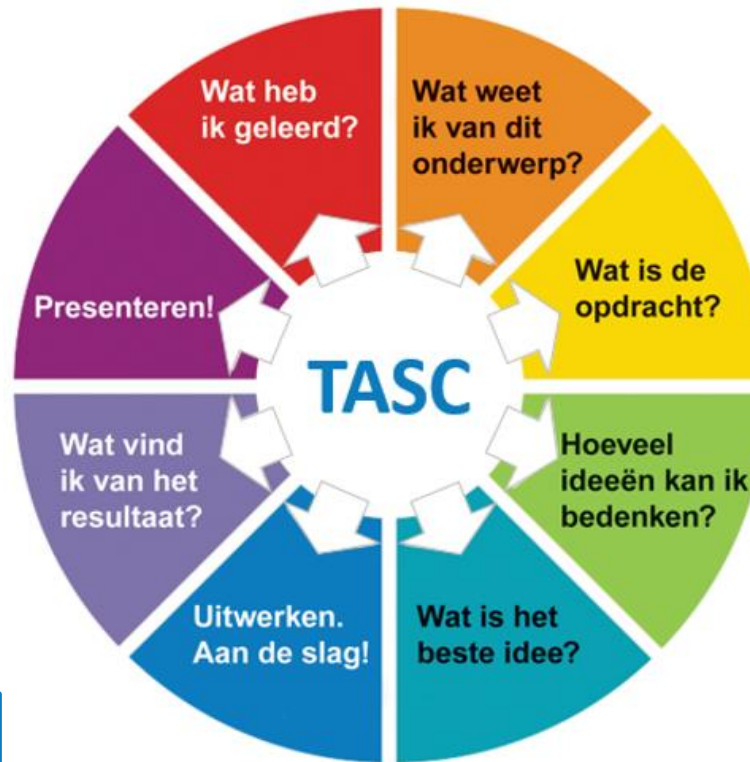 Wat heb
ik geleerd?
Wat weet
ik van dit
onderwerp?
Wat is de
opdracht?
Hoeveel
ideeën kan ik
bedenken?
Wat is het
beste idee?
Uitwerken.
Aan de slag!
Wat vind
ik van het
resultaat?
Presenteren!
TASC